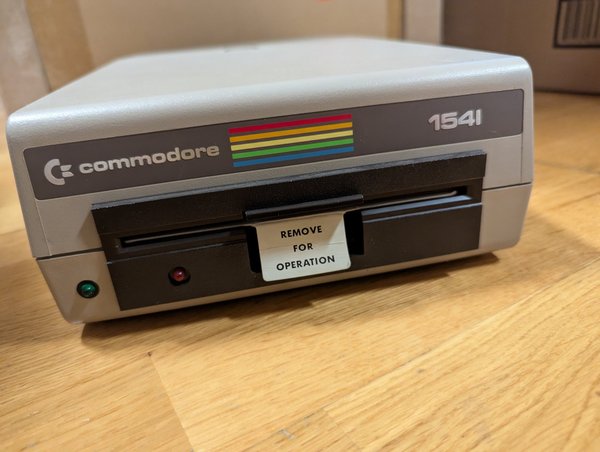 commodore
1541
REMOVE
FOR
OPERATION